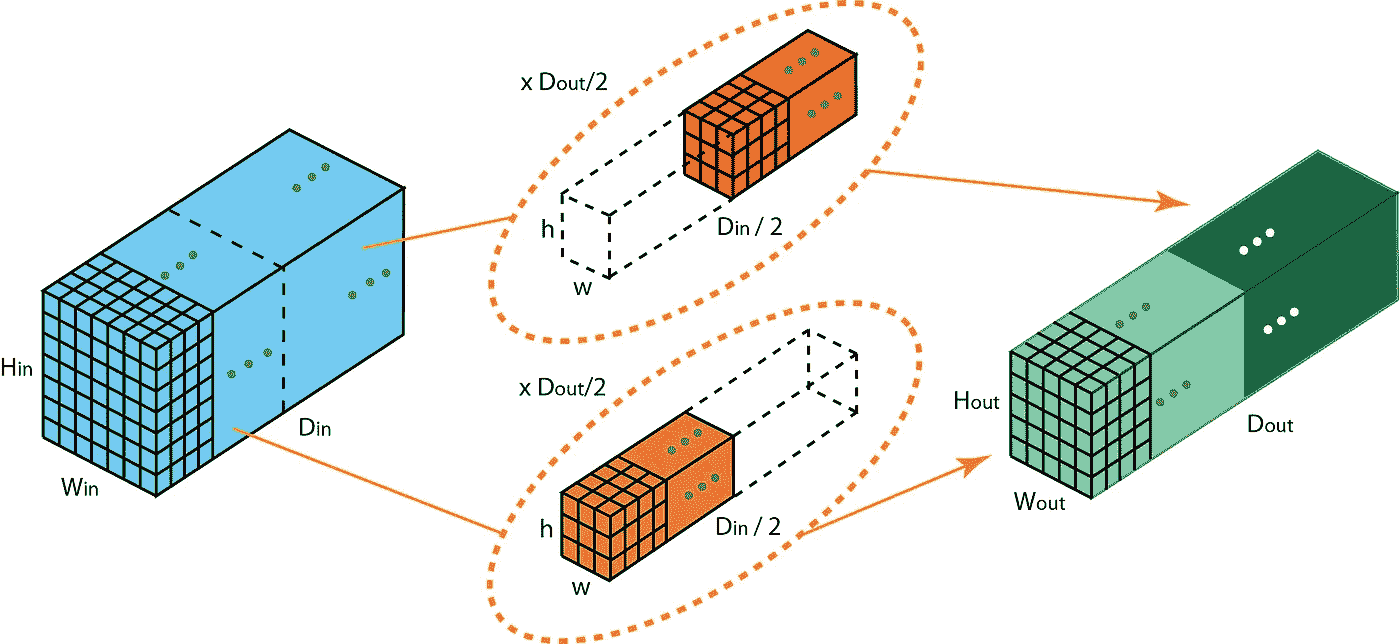 x Dout/2
h
w
Din / 2
Hin
Win
Din
x Dout/2
h
w
Din / 2
Hout
Wout
Dout